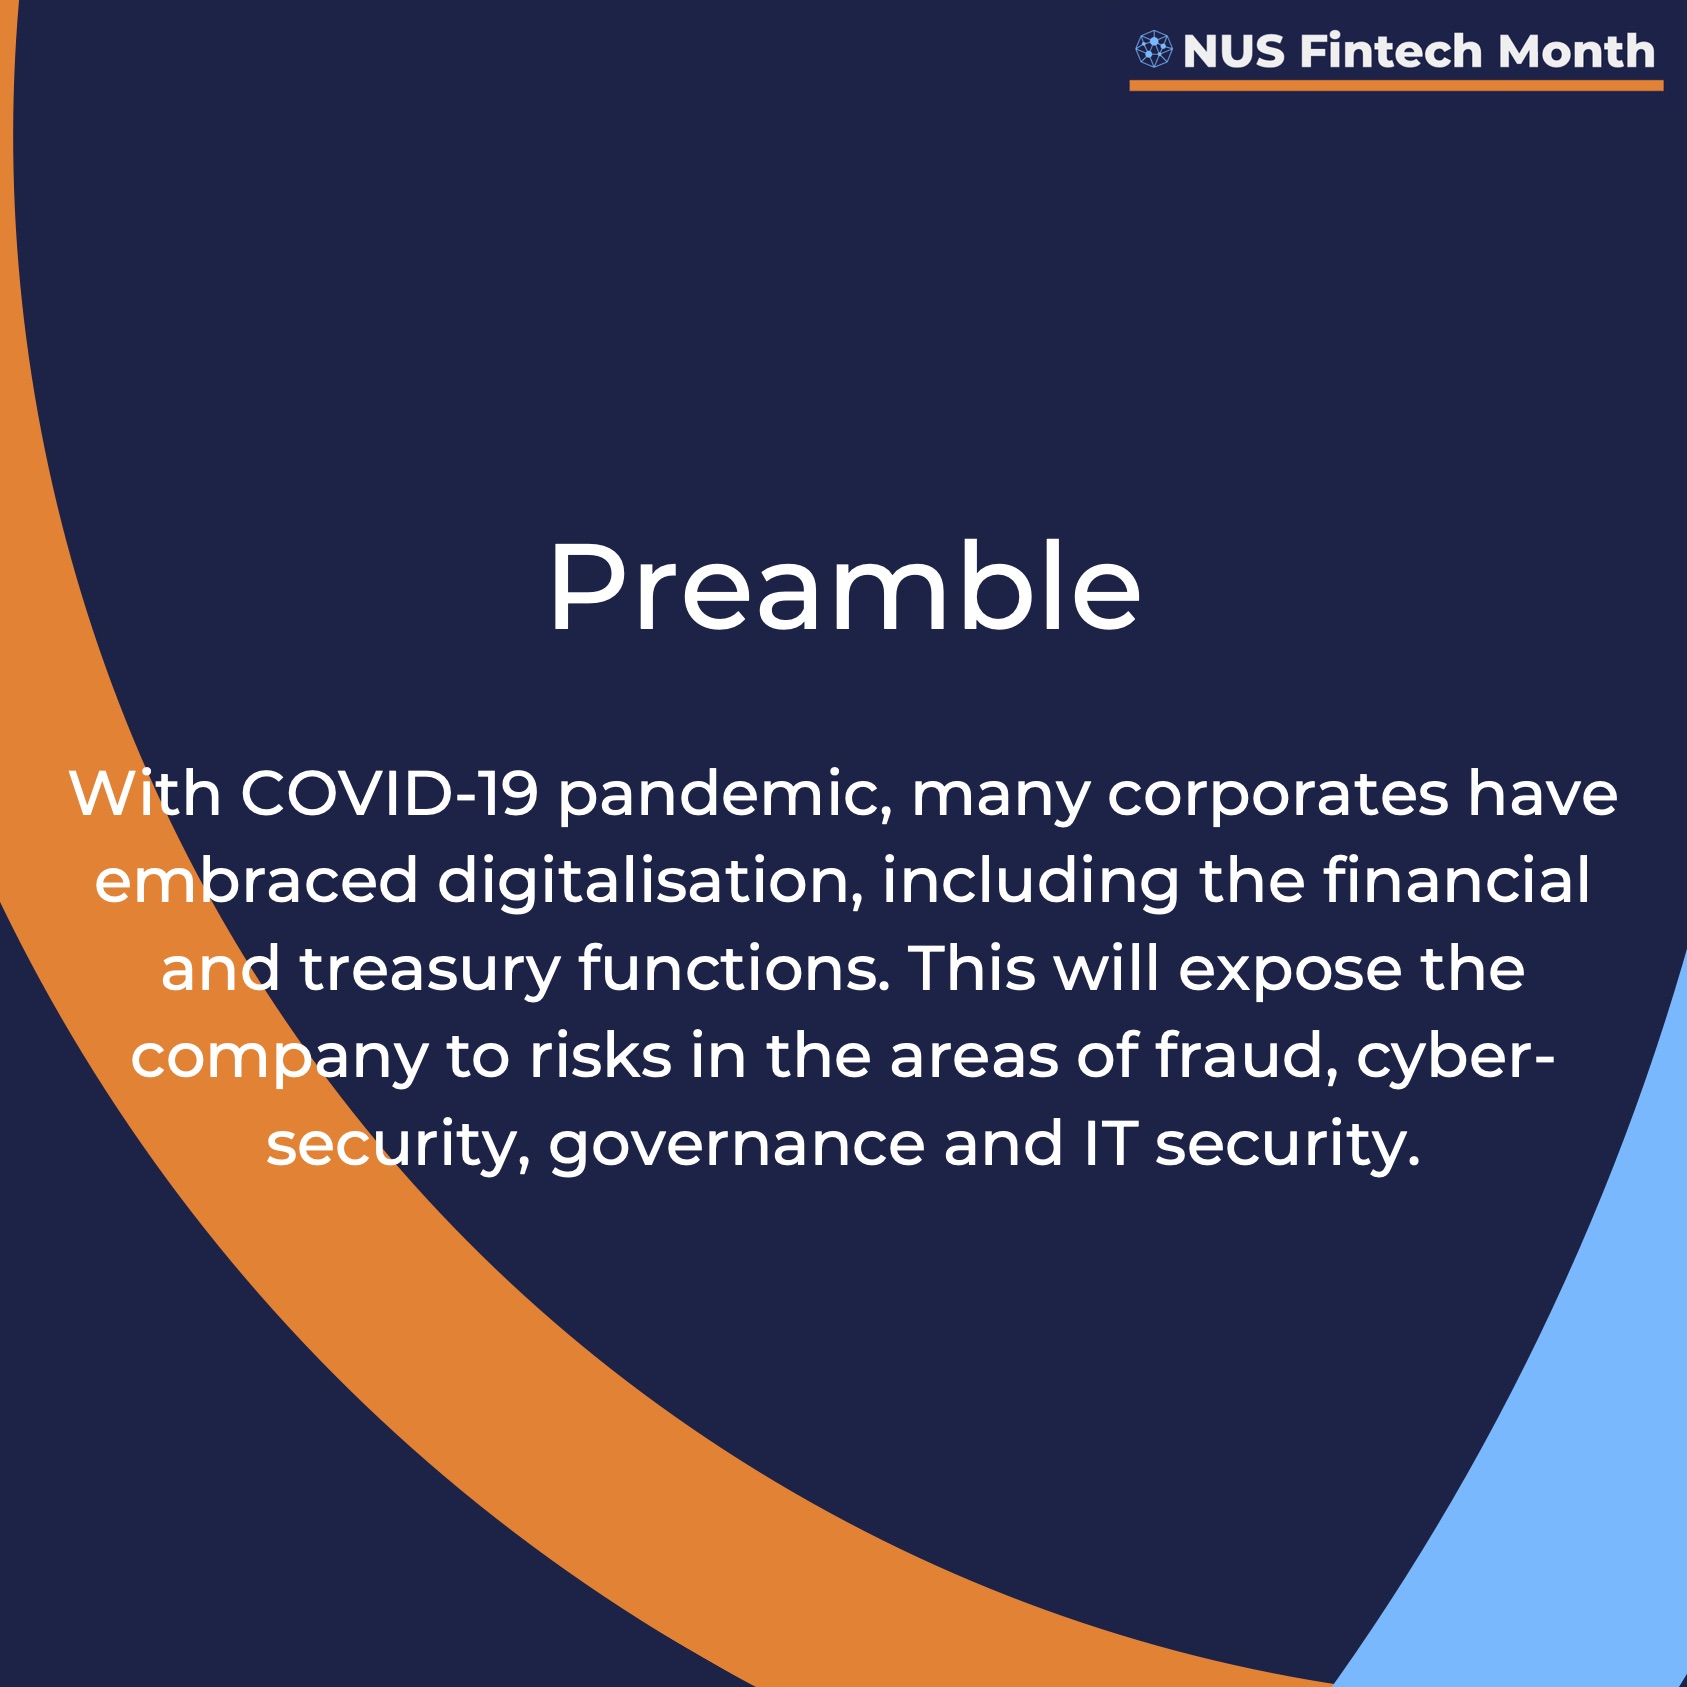 NUS Fintech Month
Preamble
With COVID-19 pandemic, many corporates have
embraced digitalisation, including the financial
and treasury functions. This will expose the
company to risks in the areas of fraud, cyber-
security, governance and IT security.